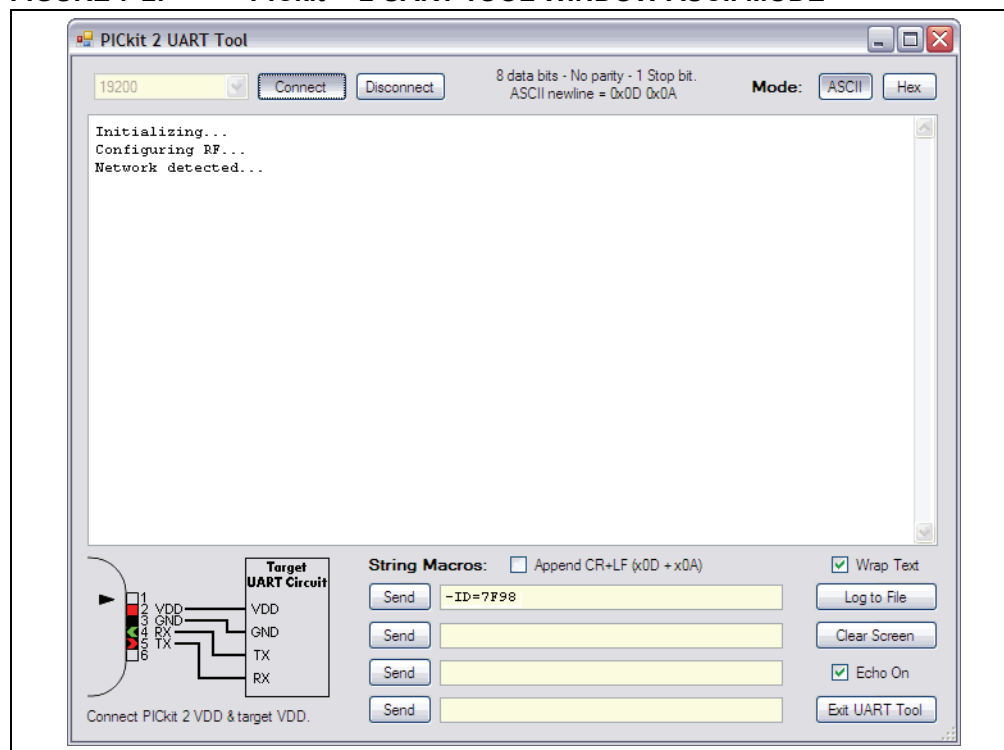 PICkit 2 UART Tool
19200 Connect Disconnect 8 data bits - No parity - 1 Stop bit. Mode: ASCII Hex
ASCII newline = 0x0D 0x0A
Initializing...
Configuring RF...
Network detected...
Target
UART Circuit
1
2 VDD VDD
3 GND GND
4 RX TX
5 TX RX
6
Connect PICkit 2 VDD & target VDD.
String Macros: Append CR+LF (x0D + x0A) Wrap Text
Send -ID=7F98 Log to File
Send Clear Screen
Send Echo On
Send Exit UART Tool